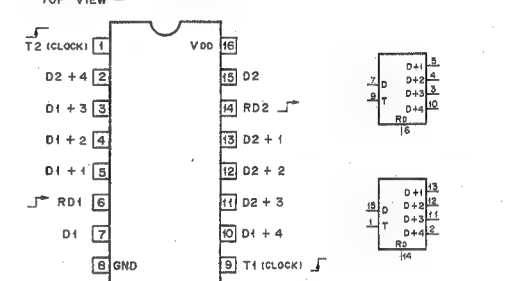 - TOP VIEW -
T2 (CLOCK) 1
VDD 16
D2 + 4 2
15 D2
D1 + 3 3
14 RD2
D1 + 2 4
13 D2 + 1
D1 + 1 5
12 D2 + 2
RD1 6
11 D2 + 3
D1 7
10 D1 + 4
8 GND
9 T1 (CLOCK)
D+1 5
7 D D+2 4
9 T D+3 3
D+4 10
RD
6
D+1 13
15 D D+2 12
1 T D+3 11
D+4 2
RD
14